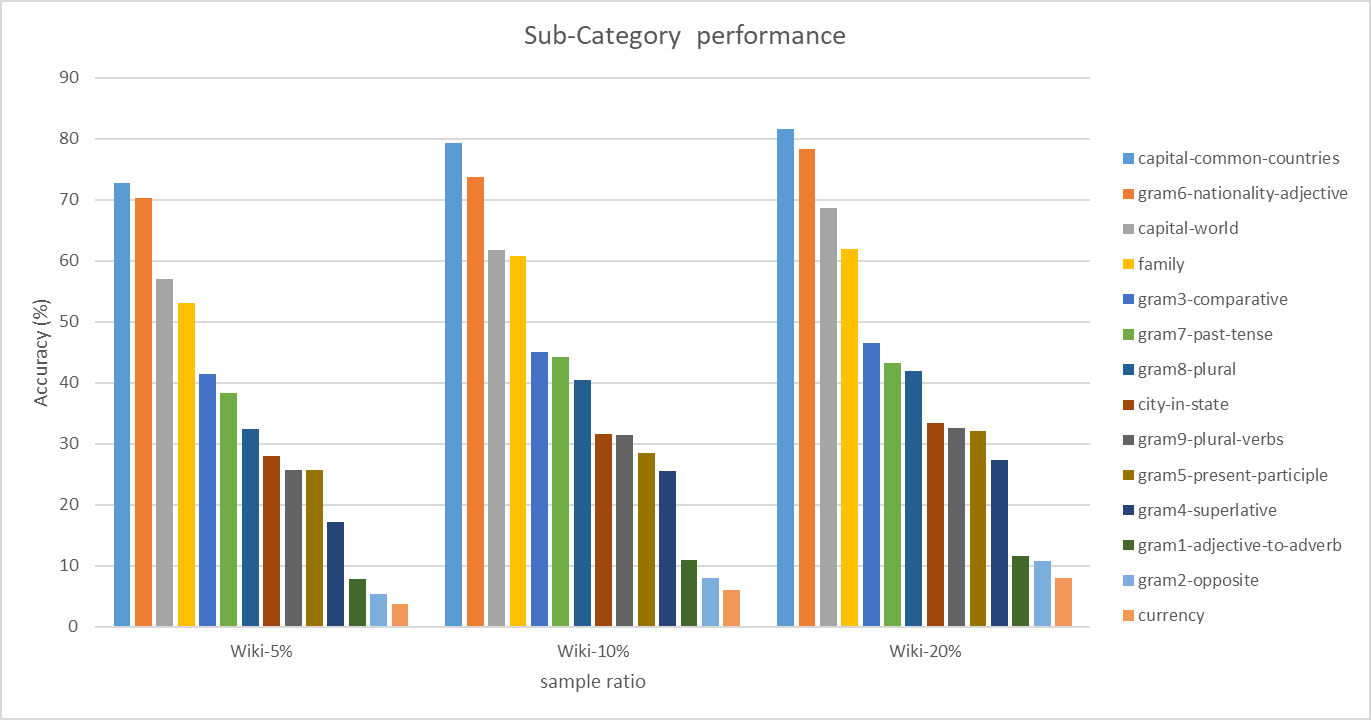 Sub-Category performance
Accuracy (%)
90
80
70
60
50
40
30
20
10
0
Wiki-5%
Wiki-10%
Wiki-20%
sample ratio
capital-common-countries
gram6-nationality-adjective
capital-world
family
gram3-comparative
gram7-past-tense
gram8-plural
city-in-state
gram9-plural-verbs
gram5-present-participle
gram4-superlative
gram1-adjective-to-adverb
gram2-opposite
currency